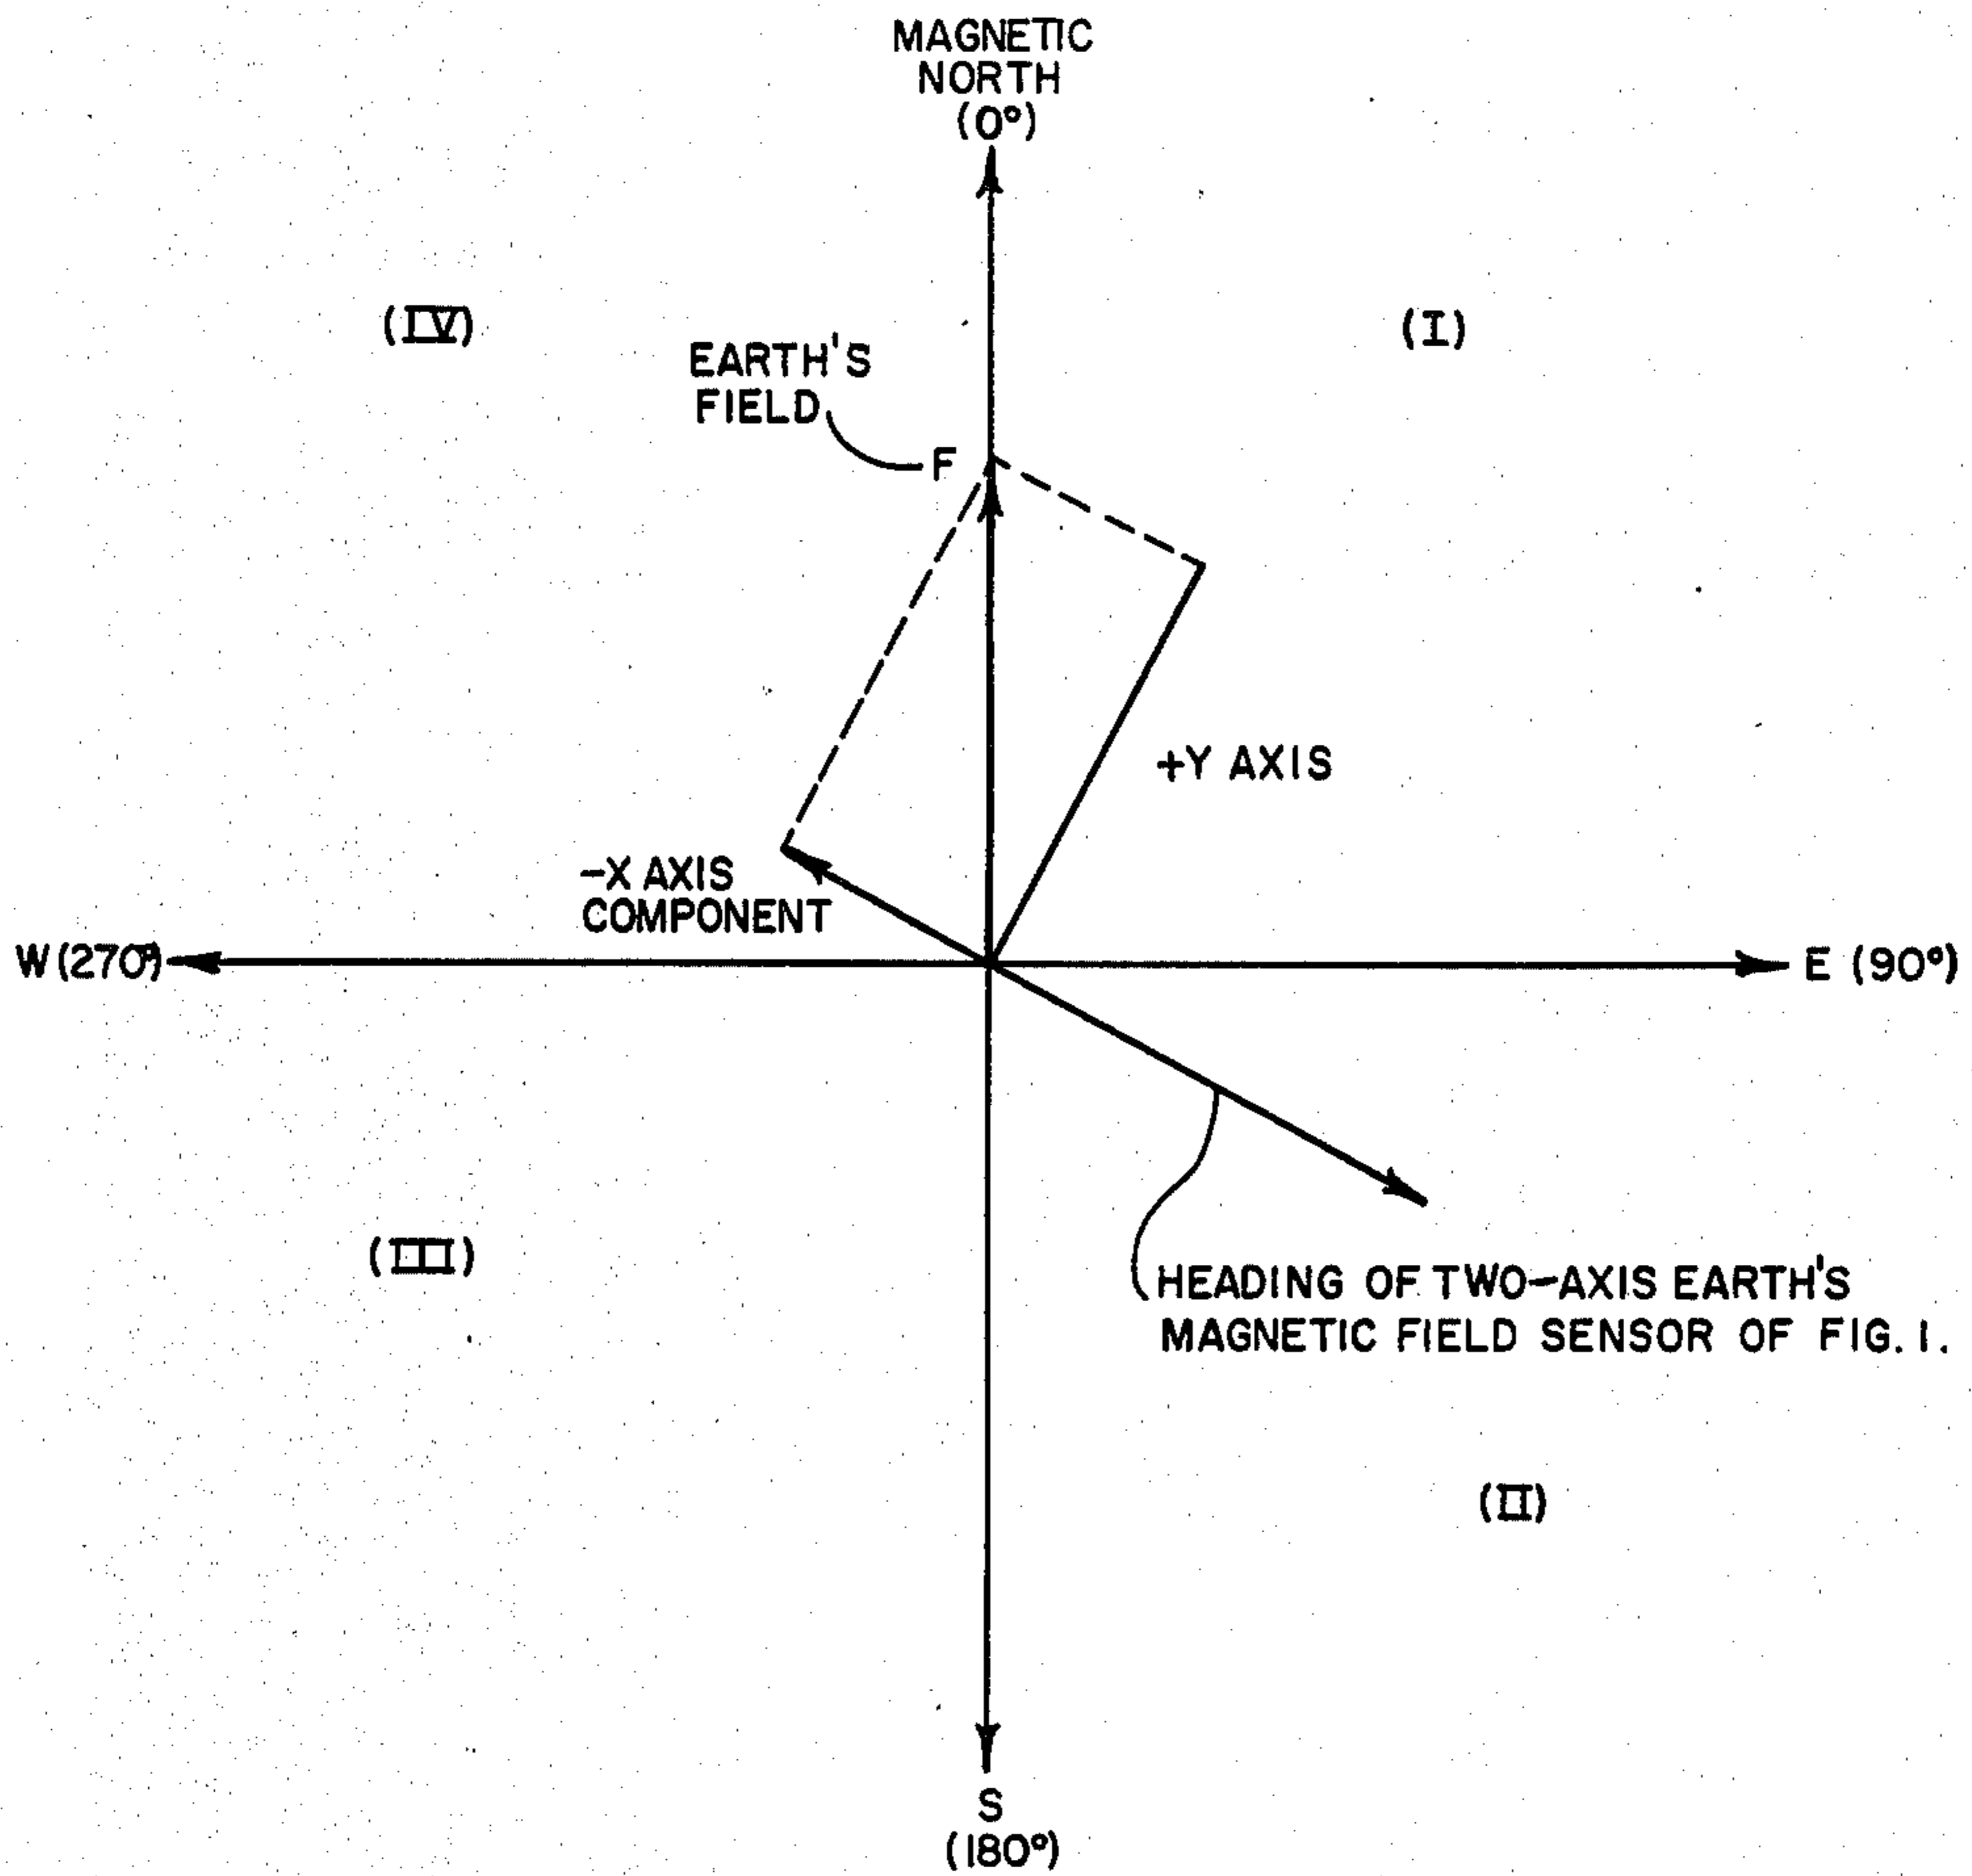 MAGNETIC
NORTH
(0°)
(IV)
(I)
EARTH'S
FIELD
F
+Y AXIS
-X AXIS
COMPONENT
W (270°)
E (90°)
(III)
HEADING OF TWO-AXIS EARTH'S
MAGNETIC FIELD SENSOR OF FIG. 1.
(II)
S
(180°)